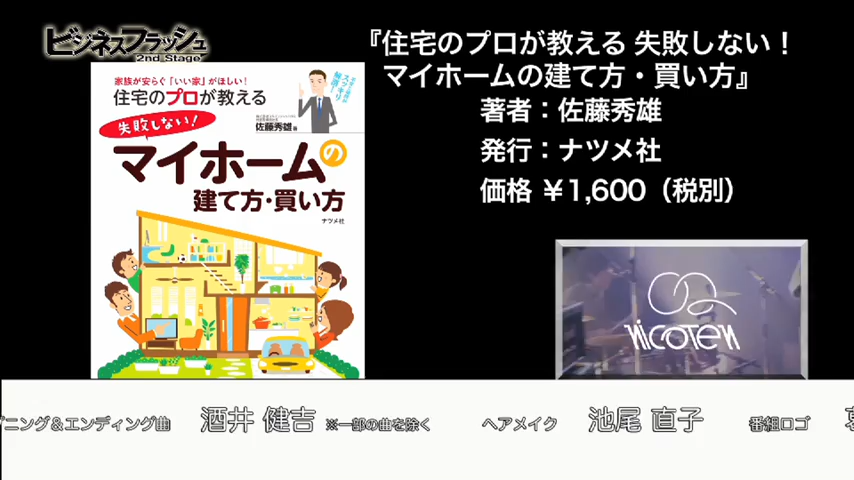 ビジネスフラッシュ
2nd Stage
『住宅のプロが教える 失敗しない！
マイホームの建て方・買い方』
著者：佐藤秀雄
発行：ナツメ社
価格 ￥1,600（税別）
家族が安らぐ「いい家」がほしい！
住宅のプロが教える
失敗しない！
佐藤秀雄 著
マイホームの
建て方・買い方
ナツメ社
nicoten
ニング＆エンディング曲 酒井 健吉 ※一部の曲を除く ヘアメイク 池尾 直子 番組ロゴ